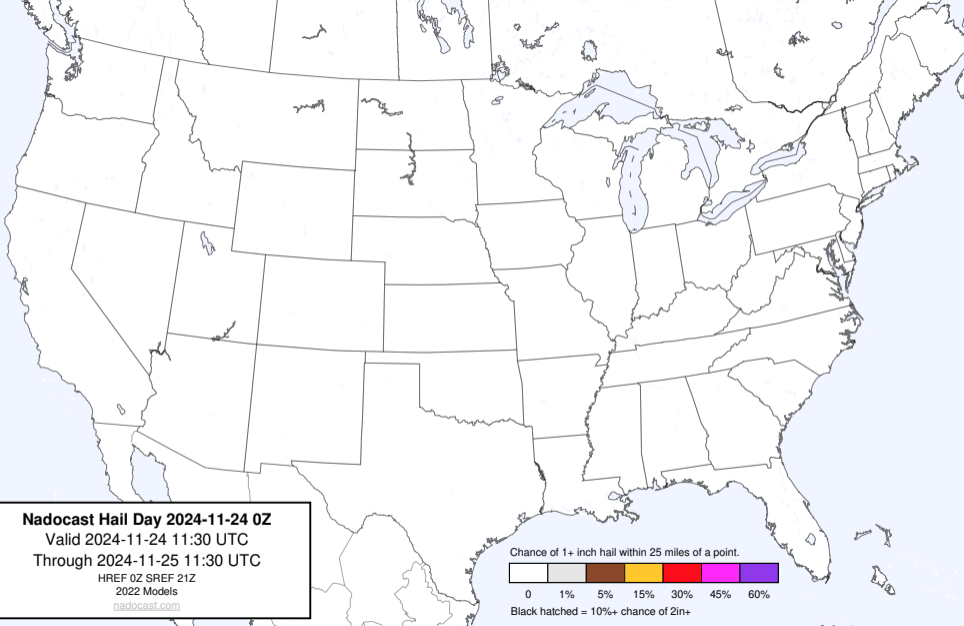 Nadocast Hail Day 2024-11-24 0Z
Valid 2024-11-24 11:30 UTC
Through 2024-11-25 11:30 UTC
HREF 0Z SREF 21Z
2022 Models
nadocast.com
Chance of 1+ inch hail within 25 miles of a point.
0 1% 5% 15% 30% 45% 60%
Black hatched = 10%+ chance of 2in+